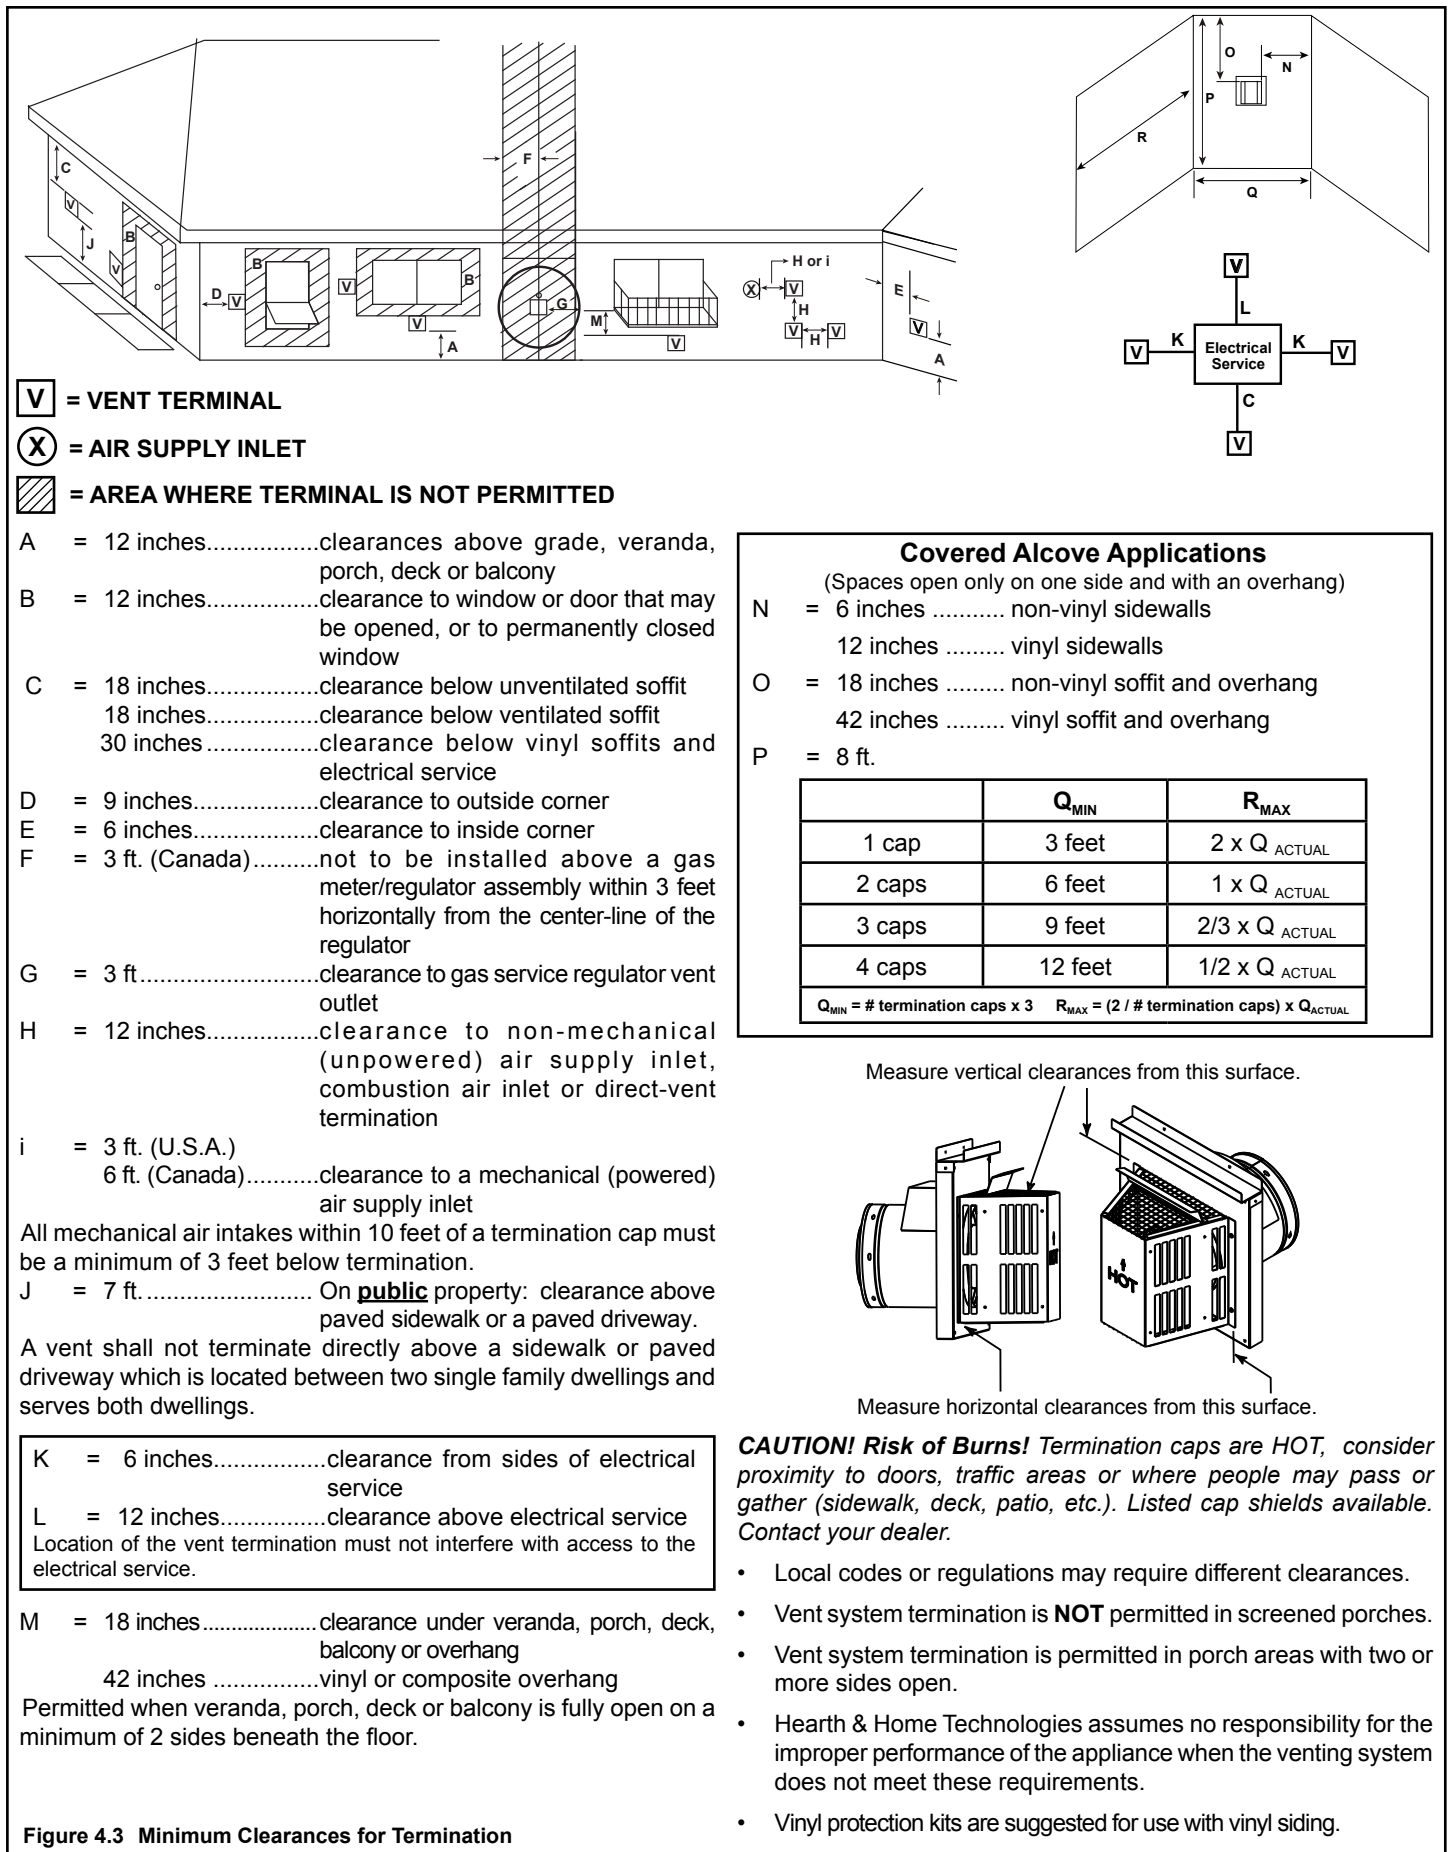 C
V
J
B
V
D
V
B
V
B
V
A
F
G
M
V
H or i
X
V
H
V
H
V
E
V
A
O
N
P
R
Q
V
L
V
K
Electrical
Service
K
V
C
V
V = VENT TERMINAL
X = AIR SUPPLY INLET
= AREA WHERE TERMINAL IS NOT PERMITTED
A = 12 inches.................clearances above grade, veranda,
porch, deck or balcony
B = 12 inches.................clearance to window or door that may
be opened, or to permanently closed
window
C = 18 inches.................clearance below unventilated soffit
18 inches.................clearance below ventilated soffit
30 inches.................clearance below vinyl soffits and
electrical service
D = 9 inches...................clearance to outside corner
E = 6 inches...................clearance to inside corner
F = 3 ft. (Canada)..........not to be installed above a gas
meter/regulator assembly within 3 feet
horizontally from the center-line of the
regulator
G = 3 ft...........................clearance to gas service regulator vent
outlet
H = 12 inches.................clearance to non-mechanical
(unpowered) air supply inlet,
combustion air inlet or direct-vent
termination
i = 3 ft. (U.S.A.)
6 ft. (Canada)...........clearance to a mechanical (powered)
air supply inlet
All mechanical air intakes within 10 feet of a termination cap must
be a minimum of 3 feet below termination.
J = 7 ft. ............................. On public property: clearance above
paved sidewalk or a paved driveway.
A vent shall not terminate directly above a sidewalk or paved
driveway which is located between two single family dwellings and
serves both dwellings.
K = 6 inches.................clearance from sides of electrical
service
L = 12 inches................clearance above electrical service
Location of the vent termination must not interfere with access to the
electrical service.
M = 18 inches.....................clearance under veranda, porch, deck,
balcony or overhang
42 inches .................vinyl or composite overhang
Permitted when veranda, porch, deck or balcony is fully open on a
minimum of 2 sides beneath the floor.
Figure 4.3 Minimum Clearances for Termination
Covered Alcove Applications
(Spaces open only on one side and with an overhang)
N = 6 inches ........... non-vinyl sidewalls
12 inches ......... vinyl sidewalls
O = 18 inches ......... non-vinyl soffit and overhang
42 inches ......... vinyl soffit and overhang
P = 8 ft.
QMIN RMAX
1 cap 3 feet 2 x Q ACTUAL
2 caps 6 feet 1 x Q ACTUAL
3 caps 9 feet 2/3 x Q ACTUAL
4 caps 12 feet 1/2 x Q ACTUAL
QMIN = # termination caps x 3 RMAX = (2 / # termination caps) x QACTUAL
Measure vertical clearances from this surface.
HOT
Measure horizontal clearances from this surface.
CAUTION! Risk of Burns! Termination caps are HOT, consider
proximity to doors, traffic areas or where people may pass or
gather (sidewalk, deck, patio, etc.). Listed cap shields available.
Contact your dealer.
• Local codes or regulations may require different clearances.
• Vent system termination is NOT permitted in screened porches.
• Vent system termination is permitted in porch areas with two or
more sides open.
• Hearth & Home Technologies assumes no responsibility for the
improper performance of the appliance when the venting system
does not meet these requirements.
• Vinyl protection kits are suggested for use with vinyl siding.